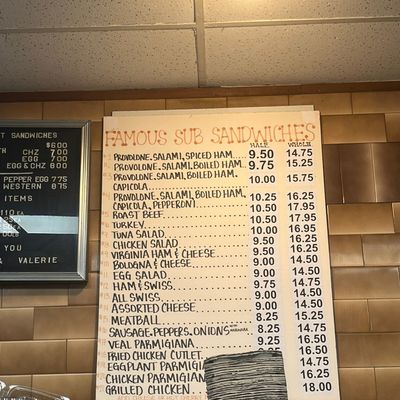 T SANDWICHES $6.00
CHZ 7.00
EGG 7.00
EGG & CHZ 8.00
PEPPER EGG 7.75
WESTERN 8.75
ITEMS
YOU
VALERIE
FAMOUS SUB SANDWICHES
HALF WHOLE
PROVOLONE, SALAMI, SPICED HAM 9.50 14.75
PROVOLONE, SALAMI, BOILED HAM 9.75 15.25
PROVOLONE, SALAMI, BOILED HAM,
CAPICOLA 10.00 15.75
PROVOLONE, SALAMI, BOILED HAM,
CAPICOLA, PEPPERONI 10.25 16.25
ROAST BEEF 10.50 17.95
TURKEY 10.50 17.95
TUNA SALAD 10.00 16.95
CHICKEN SALAD 9.50 16.25
VIRGINIA HAM & CHEESE 9.50 16.25
BOLOGNA & CHEESE 9.00 14.50
EGG SALAD 9.00 14.50
HAM & SWISS 9.75 16.25
ALL SWISS 9.00 14.50
ASSORTED CHEESE 9.00 14.50
MEATBALL 8.25 14.50
SAUSAGE, PEPPERS, ONIONS 8.25 14.75
VEAL PARMIGIANA 9.25 16.50
FRIED CHICKEN CUTLET 16.50
EGGPLANT PARMIGIAN 14.75
CHICKEN PARMIGIAN 16.50
GRILLED CHICKEN 18.00